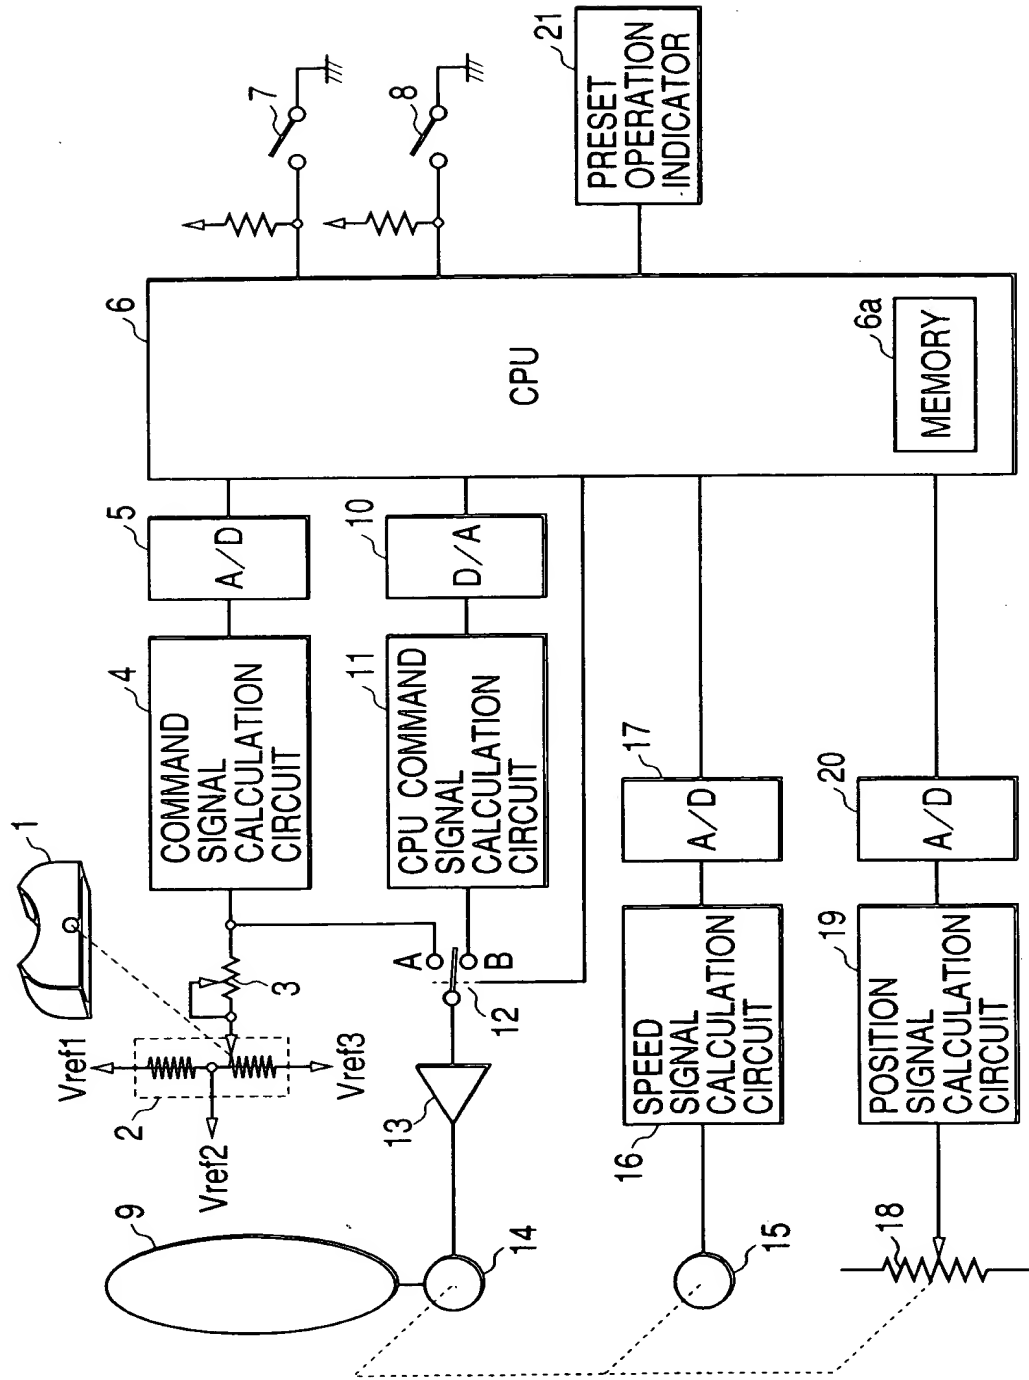 1
Vref1
2
Vref2
Vref3
3
4
COMMAND
SIGNAL
CALCULATION
CIRCUIT
5
A/D
6
CPU
6a
MEMORY
7
8
9
10
D/A
11
CPU COMMAND
SIGNAL
CALCULATION
CIRCUIT
A
B
12
13
14
15
16
SPEED
SIGNAL
CALCULATION
CIRCUIT
17
A/D
18
19
POSITION
SIGNAL
CALCULATION
CIRCUIT
20
A/D
21
PRESET
OPERATION
INDICATOR